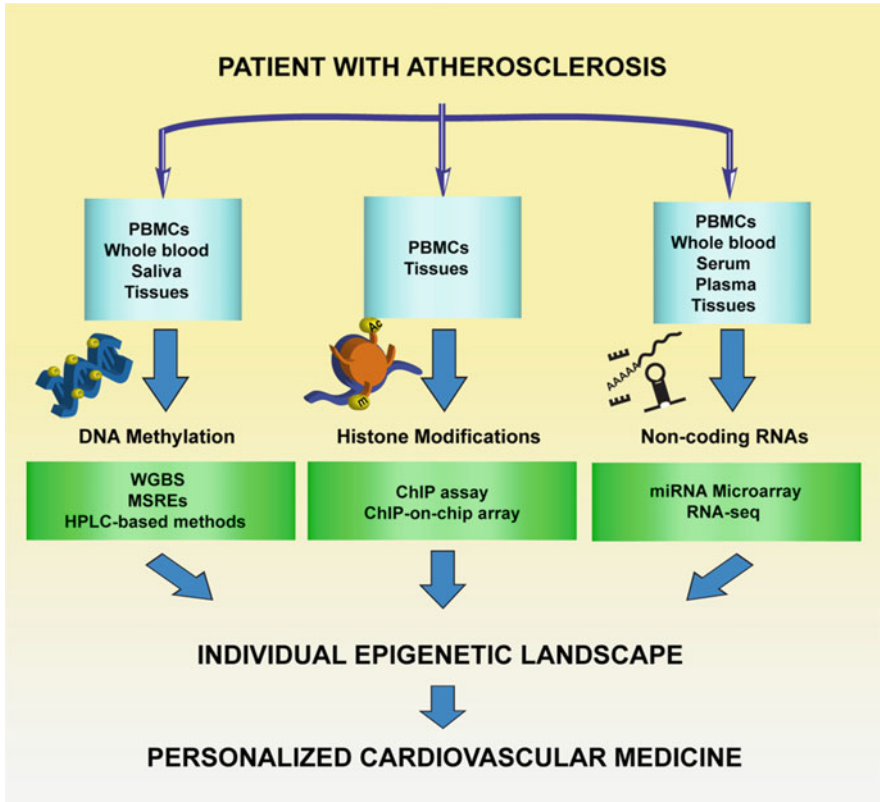 PATIENT WITH ATHEROSCLEROSIS
PBMCs
Whole blood
Saliva
Tissues
PBMCs
Tissues
PBMCs
Whole blood
Serum
Plasma
Tissues
Ac
E
AAAAA
DNA Methylation
Histone Modifications
Non-coding RNAs
WGBS
MSREs
HPLC-based methods
ChIP assay
ChIP-on-chip array
miRNA Microarray
RNA-seq
INDIVIDUAL EPIGENETIC LANDSCAPE
PERSONALIZED CARDIOVASCULAR MEDICINE